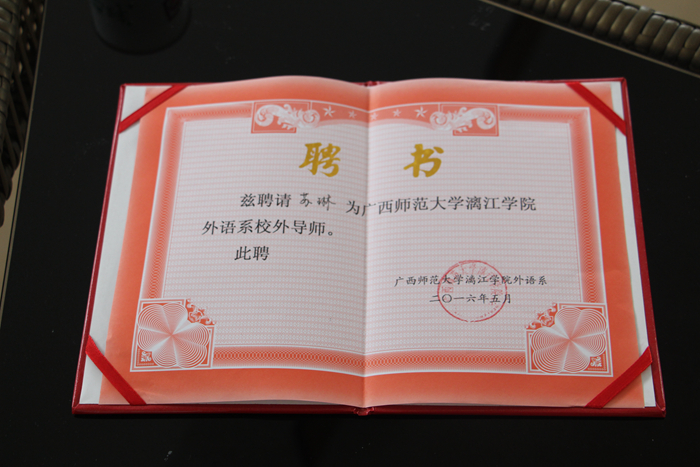 聘书
兹聘请 苏琳 为广西师范大学漓江学院
外语系校外导师。
此聘
广西师范大学漓江学院外语系
二〇一六年五月